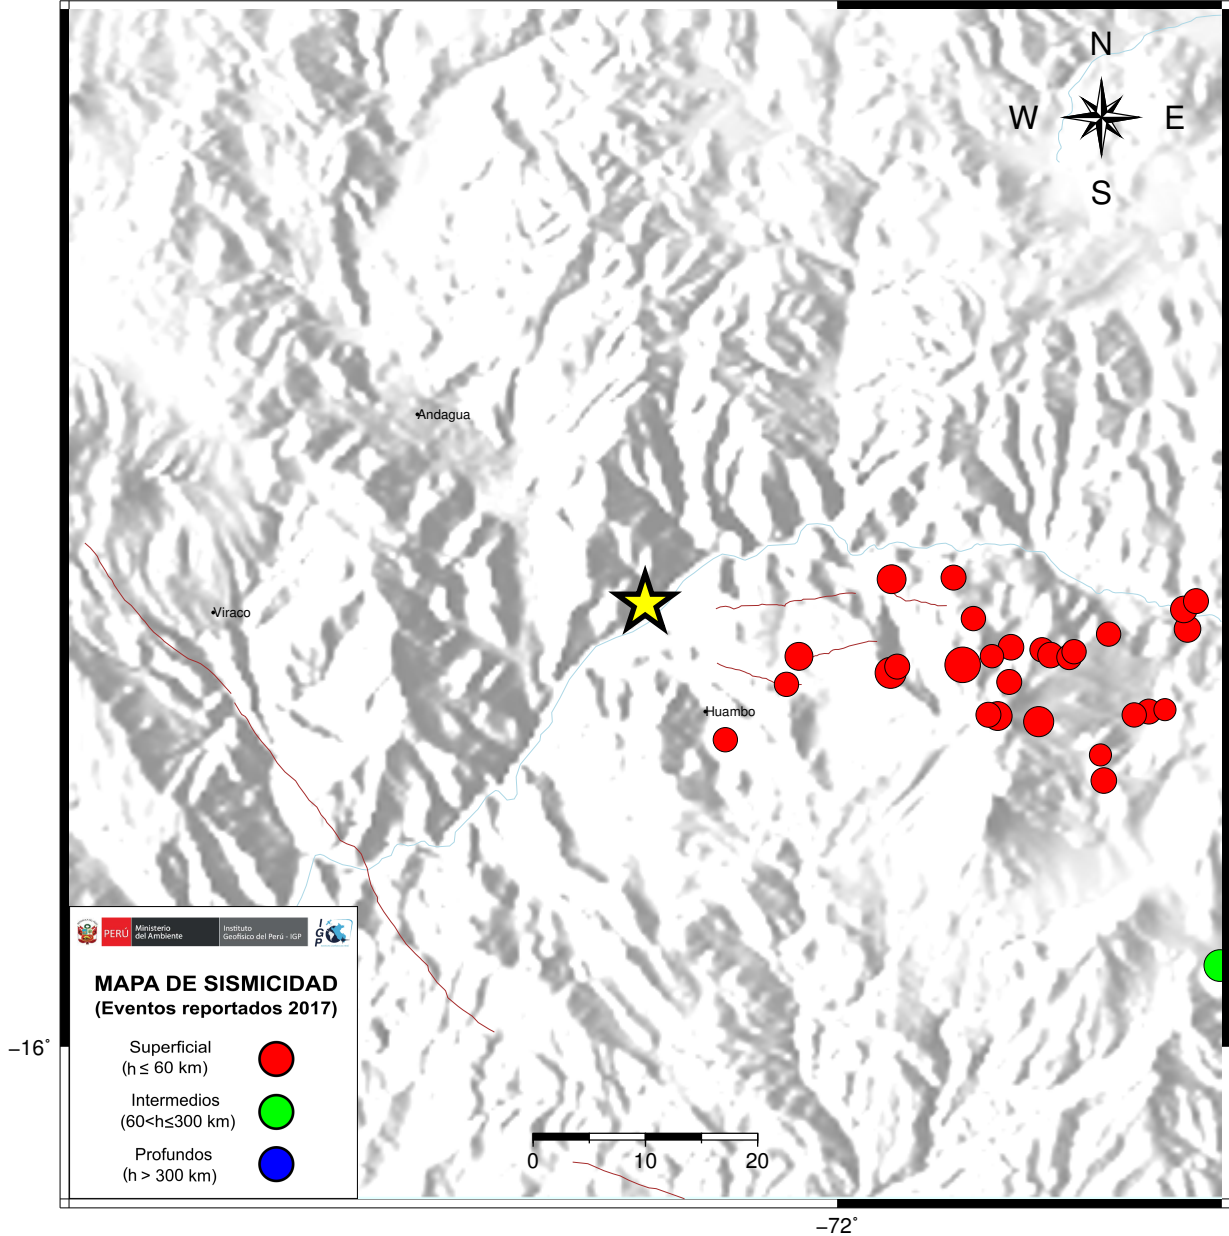 N
W
E
S
Andagua
Viraco
Huambo
PERÚ
Ministerio
del Ambiente
Instituto
Geofísico del Perú - IGP
IGP
MAPA DE SISMICIDAD
(Eventos reportados 2017)
Superficial
(h ≤ 60 km)
Intermedios
(60<h≤300 km)
Profundos
(h > 300 km)
−16˚
0 10 20
−72˚